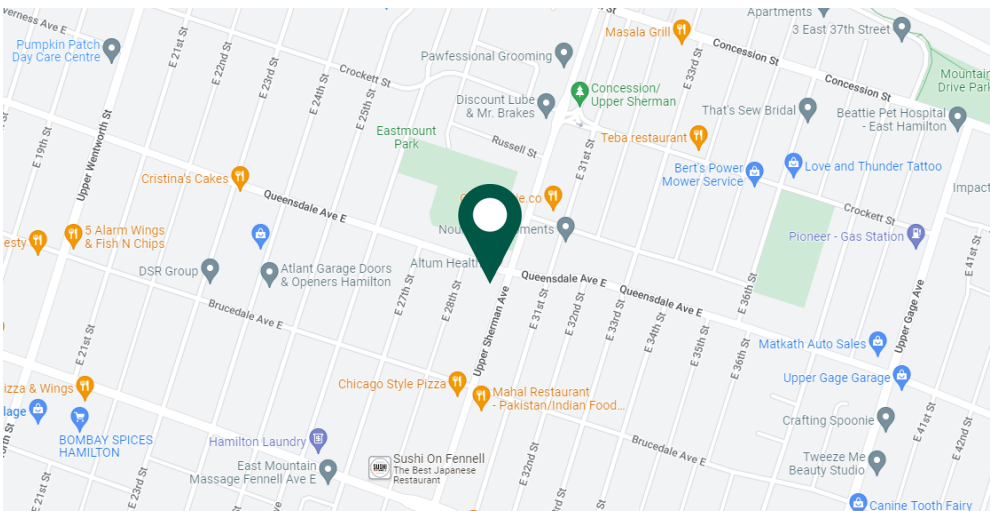 Apartments
3 East 37th Street
Masala Grill
Pumpkin Patch
Day Care Centre
E 21st St
E 22nd St
E 23rd St
E 24th St
E 25th St
Crockett St
Pawfessional Grooming
E 33rd St
Concession St
Concession St
Mountain
Drive Park
Concession/
Upper Sherman
Discount Lube
& Mr. Brakes
That's Sew Bridal
Beattie Pet Hospital
- East Hamilton
E 19th St
Upper Wentworth St
Eastmount
Park
Russell St
E 31st St
Teba restaurant
Bert's Power
Mower Service
Love and Thunder Tattoo
Cristina's Cakes
Queensdale Ave E
Crockett St
Pioneer - Gas Station
5 Alarm Wings
& Fish N Chips
DSR Group
Atlant Garage Doors
& Openers Hamilton
Altum Health
E 27th St
E 28th St
Queensdale Ave E
Queensdale Ave E
E 36th St
E 41st St
Brucedale Ave E
Upper Sherman Ave
E 31st St
E 32nd St
E 33rd St
E 34th St
E 35th St
E 36th St
Upper Gage Ave
Matkath Auto Sales
E 21st St
Chicago Style Pizza
Mahal Restaurant
- Pakistan/Indian Food...
Upper Gage Garage
Crafting Spoonie
E 41st St
E 42nd St
BOMBAY SPICES
HAMILTON
Hamilton Laundry
Brucedale Ave E
East Mountain
Massage Fennell Ave E
Sushi On Fennell
The Best Japanese
Restaurant
E 32nd St
Tweeze Me
Beauty Studio
E 21st St
Canine Tooth Fairy